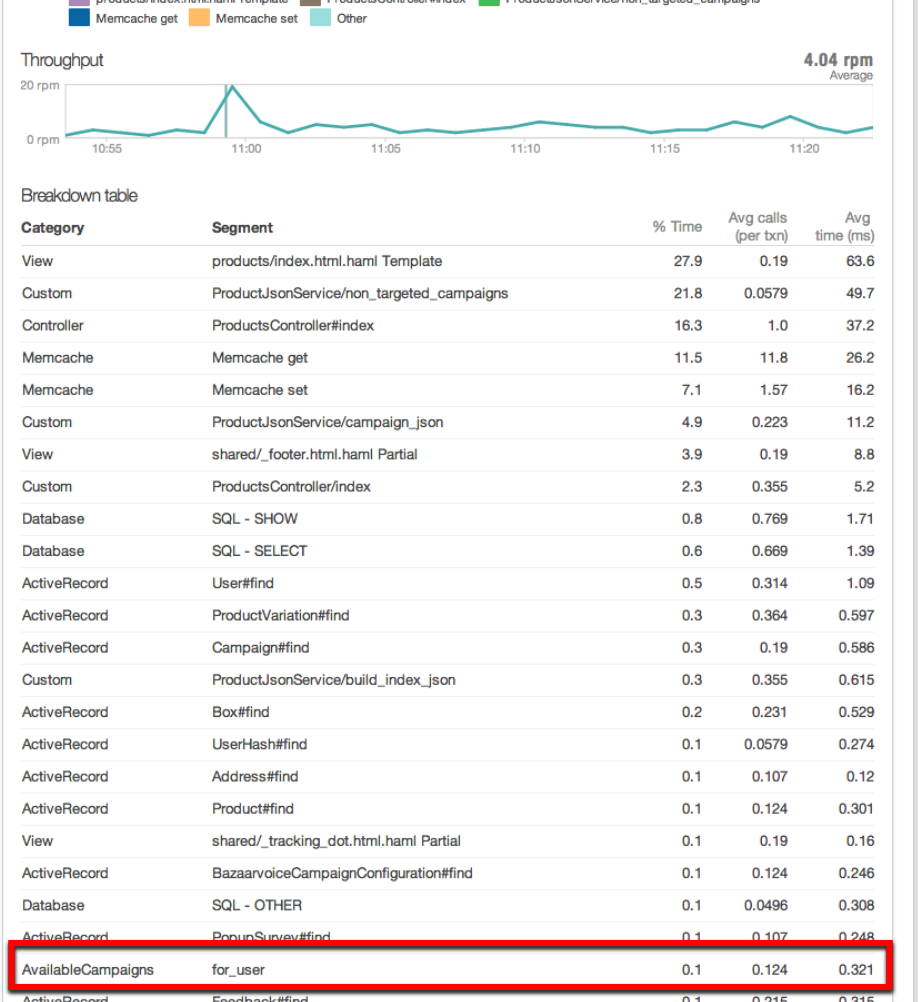 products/index.html.haml Template ProductsController#index ProductJsonService/non_targeted_campaigns
Memcache get Memcache set Other
Throughput 4.04 rpm
Average
20 rpm
0 rpm
10:55 11:00 11:05 11:10 11:15 11:20
Breakdown table
Category Segment % Time Avg calls (per txn) Avg time (ms)
View products/index.html.haml Template 27.9 0.19 63.6
Custom ProductJsonService/non_targeted_campaigns 21.8 0.0579 49.7
Controller ProductsController#index 16.3 1.0 37.2
Memcache Memcache get 11.5 11.8 26.2
Memcache Memcache set 7.1 1.57 16.2
Custom ProductJsonService/campaign_json 4.9 0.223 11.2
View shared/_footer.html.haml Partial 3.9 0.19 8.8
Custom ProductsController/index 2.3 0.355 5.2
Database SQL - SHOW 0.8 0.769 1.71
Database SQL - SELECT 0.6 0.669 1.39
ActiveRecord User#find 0.5 0.314 1.09
ActiveRecord ProductVariation#find 0.3 0.364 0.597
ActiveRecord Campaign#find 0.3 0.19 0.586
Custom ProductJsonService/build_index_json 0.3 0.355 0.615
ActiveRecord Box#find 0.2 0.231 0.529
ActiveRecord UserHash#find 0.1 0.0579 0.274
ActiveRecord Address#find 0.1 0.107 0.12
ActiveRecord Product#find 0.1 0.124 0.301
View shared/_tracking_dot.html.haml Partial 0.1 0.19 0.16
ActiveRecord BazaarvoiceCampaignConfiguration#find 0.1 0.124 0.246
Database SQL - OTHER 0.1 0.0496 0.308
ActiveRecord PopupSurvey#find 0.1 0.107 0.248
AvailableCampaigns for_user 0.1 0.124 0.321
ActiveRecord Feedback#find 0.1 0.215 0.315